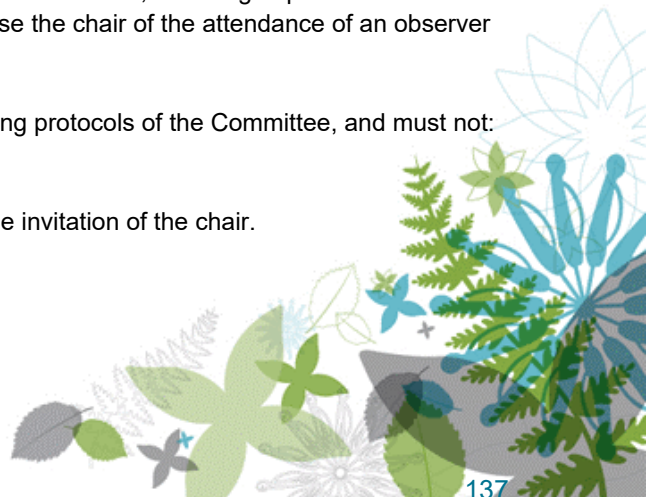 se the chair of the attendance of an observer
ng protocols of the Committee, and must not:
e invitation of the chair.
137